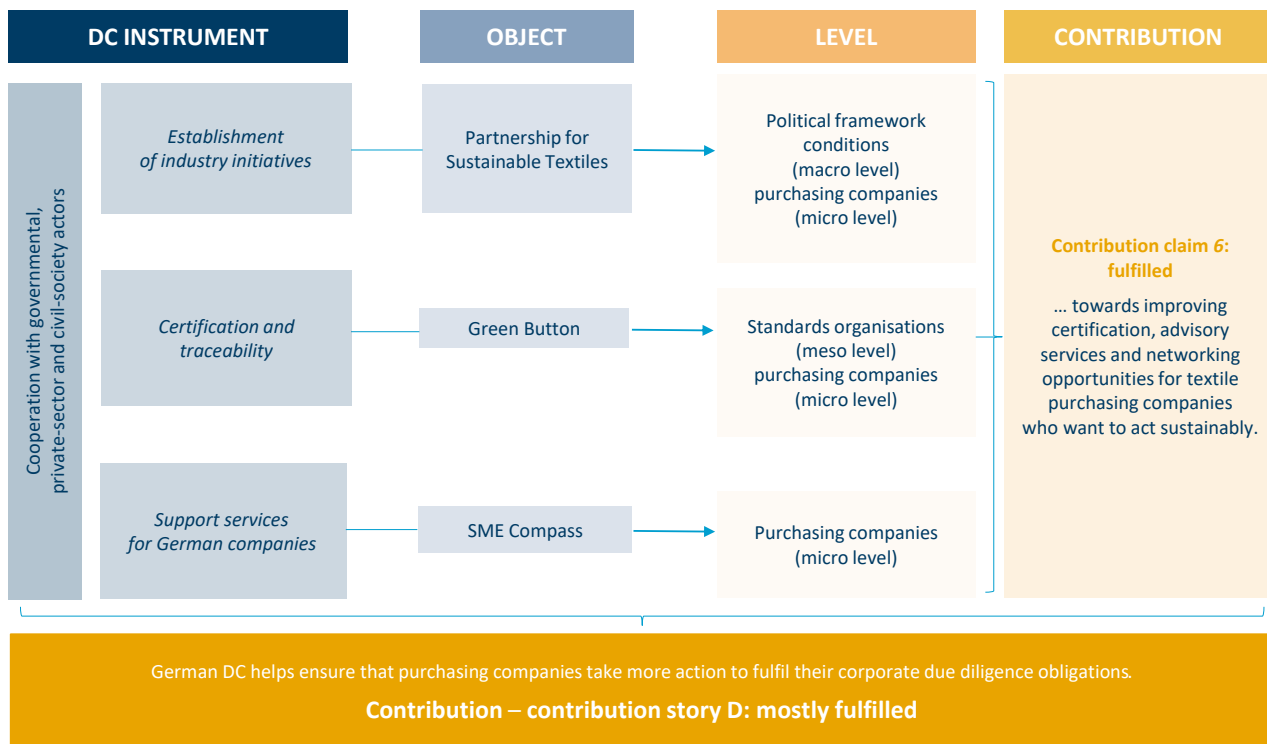 DC INSTRUMENT
OBJECT
LEVEL
CONTRIBUTION
Cooperation with governmental,
private-sector and civil-society actors
Establishment
of industry initiatives
Partnership for
Sustainable Textiles
Political framework
conditions
(macro level)
purchasing companies
(micro level)
Certification and
traceability
Green Button
Standards organisations
(meso level)
purchasing companies
(micro level)
Support services
for German companies
SME Compass
Purchasing companies
(micro level)
Contribution claim 6:
fulfilled
... towards improving
certification, advisory
services and networking
opportunities for textile
purchasing companies
who want to act sustainably.
German DC helps ensure that purchasing companies take more action to fulfil their corporate due diligence obligations.
Contribution – contribution story D: mostly fulfilled